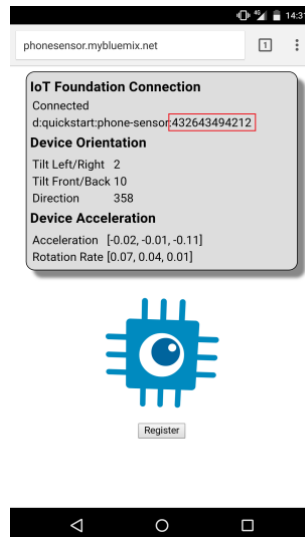 14:31
phonesensor.mybluemix.net 1
IoT Foundation Connection
Connected
d:quickstart:phone-sensor:432643494212
Device Orientation
Tilt Left/Right 2
Tilt Front/Back 10
Direction 358
Device Acceleration
Acceleration [-0.02, -0.01, -0.11]
Rotation Rate [0.07, 0.04, 0.01]
Register